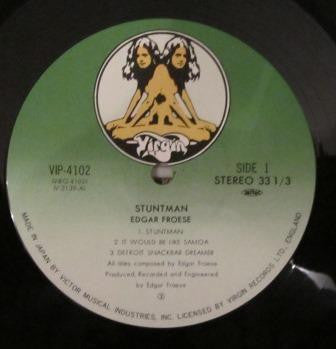 Virgin
VIP-4102
SIDE 1
STEREO 33 1/3
STUNTMAN
EDGAR FROESE
1. STUNTMAN
2. IT WOULD BE LIKE SAMOA
3. DETROIT SNACKBAR DREAMER
All titles composed by Edgar Froese
Produced, Recorded and Engineered
by Edgar Froese
MADE IN JAPAN BY VICTOR MUSICAL INDUSTRIES, INC. LICENSED BY VIRGIN RECORDS LTD, ENGLAND